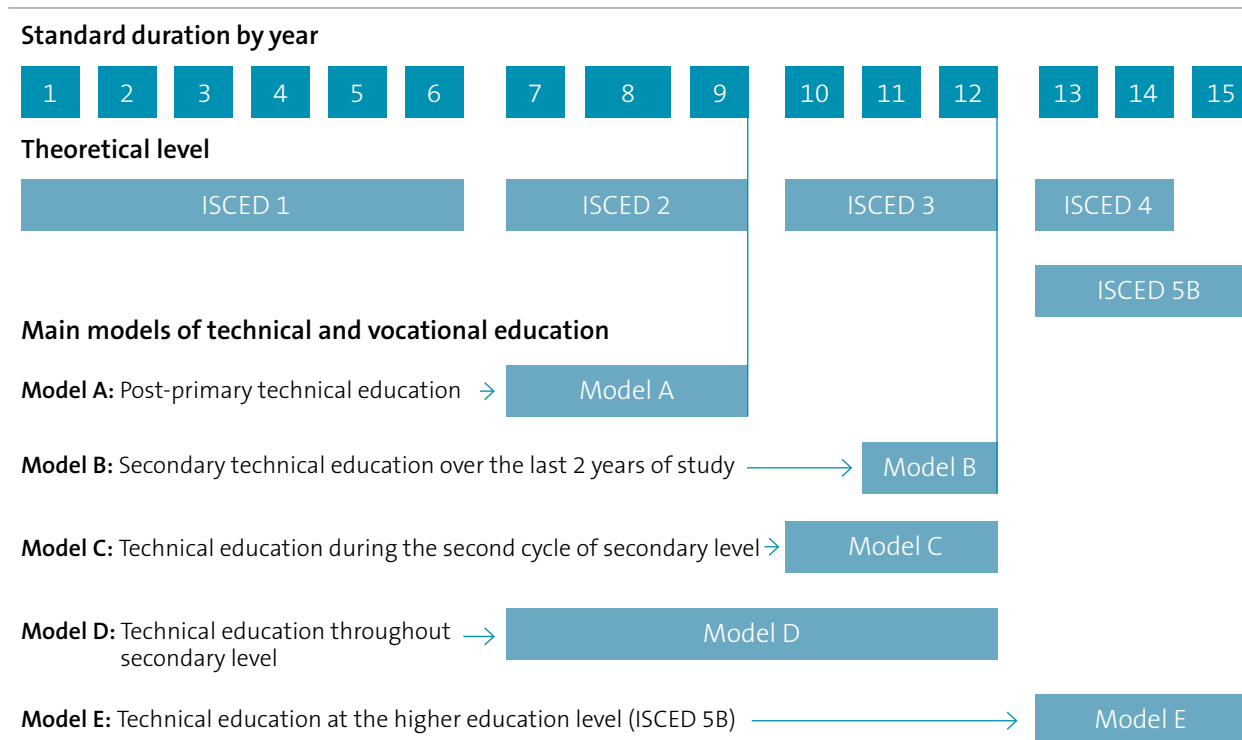 Standard duration by year
1 2 3 4 5 6 7 8 9 10 11 12 13 14 15
Theoretical level
ISCED 1 ISCED 2 ISCED 3 ISCED 4
ISCED 5B
Main models of technical and vocational education
Model A: Post-primary technical education → Model A
Model B: Secondary technical education over the last 2 years of study → Model B
Model C: Technical education during the second cycle of secondary level → Model C
Model D: Technical education throughout → Model D
secondary level
Model E: Technical education at the higher education level (ISCED 5B) → Model E